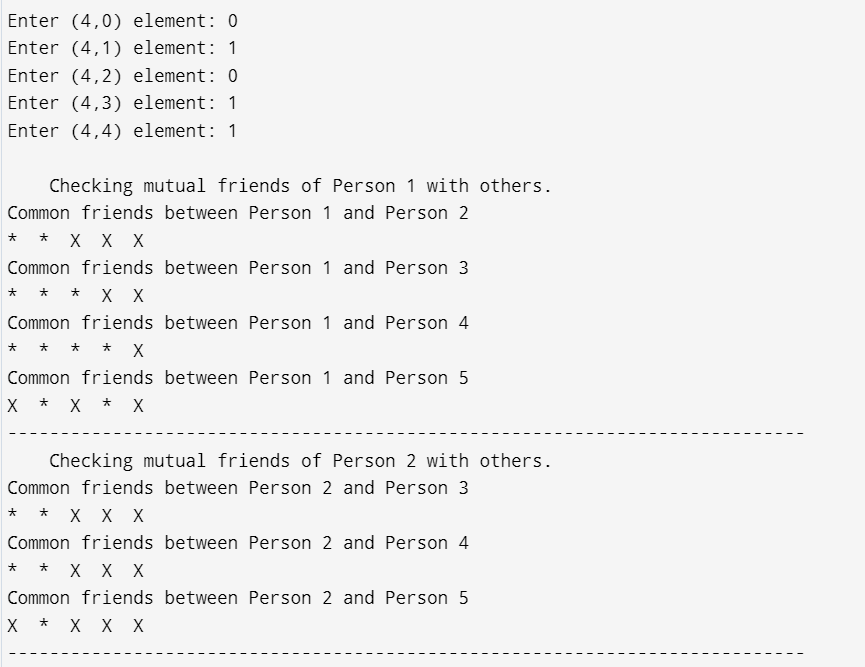 Enter (4,0) element: 0
Enter (4,1) element: 1
Enter (4,2) element: 0
Enter (4,3) element: 1
Enter (4,4) element: 1
Checking mutual friends of Person 1 with others.
Common friends between Person 1 and Person 2
* * X X X
Common friends between Person 1 and Person 3
* * * X X
Common friends between Person 1 and Person 4
* * * * X
Common friends between Person 1 and Person 5
X * X * X
----------------------------------------------------------------------------
Checking mutual friends of Person 2 with others.
Common friends between Person 2 and Person 3
* * X X X
Common friends between Person 2 and Person 4
* * X X X
Common friends between Person 2 and Person 5
X * X X X
----------------------------------------------------------------------------